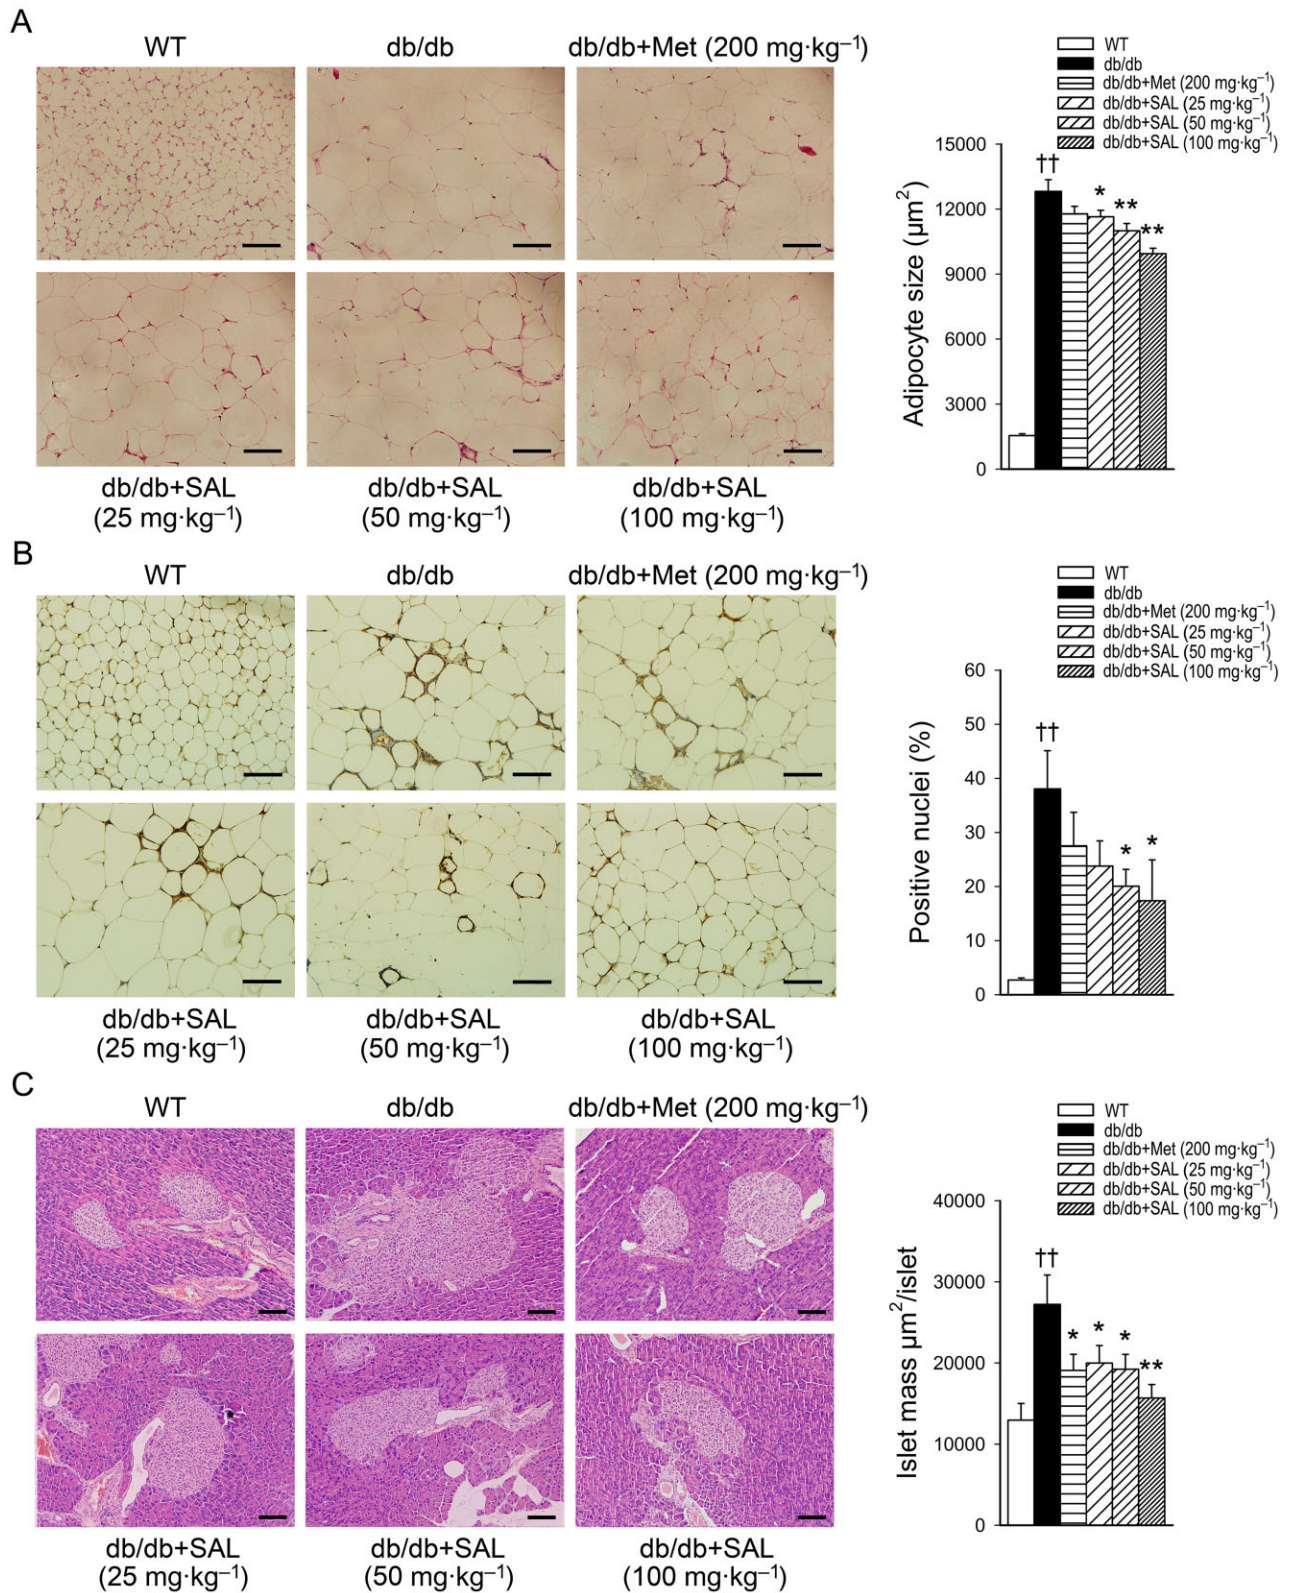 A
WT
db/db
db/db+Met (200 mg·kg⁻¹)
db/db+SAL
(25 mg·kg⁻¹)
db/db+SAL
(50 mg·kg⁻¹)
db/db+SAL
(100 mg·kg⁻¹)
WT
db/db
db/db+Met (200 mg·kg⁻¹)
db/db+SAL (25 mg·kg⁻¹)
db/db+SAL (50 mg·kg⁻¹)
db/db+SAL (100 mg·kg⁻¹)
Adipocyte size (μm²)
15000
12000
9000
6000
3000
0
††
*
**
**
B
WT
db/db
db/db+Met (200 mg·kg⁻¹)
db/db+SAL
(25 mg·kg⁻¹)
db/db+SAL
(50 mg·kg⁻¹)
db/db+SAL
(100 mg·kg⁻¹)
WT
db/db
db/db+Met (200 mg·kg⁻¹)
db/db+SAL (25 mg·kg⁻¹)
db/db+SAL (50 mg·kg⁻¹)
db/db+SAL (100 mg·kg⁻¹)
Positive nuclei (%)
60
50
40
30
20
10
0
††
*
*
C
WT
db/db
db/db+Met (200 mg·kg⁻¹)
db/db+SAL
(25 mg·kg⁻¹)
db/db+SAL
(50 mg·kg⁻¹)
db/db+SAL
(100 mg·kg⁻¹)
WT
db/db
db/db+Met (200 mg·kg⁻¹)
db/db+SAL (25 mg·kg⁻¹)
db/db+SAL (50 mg·kg⁻¹)
db/db+SAL (100 mg·kg⁻¹)
Islet mass μm²/islet
40000
30000
20000
10000
0
††
*
*
*
**